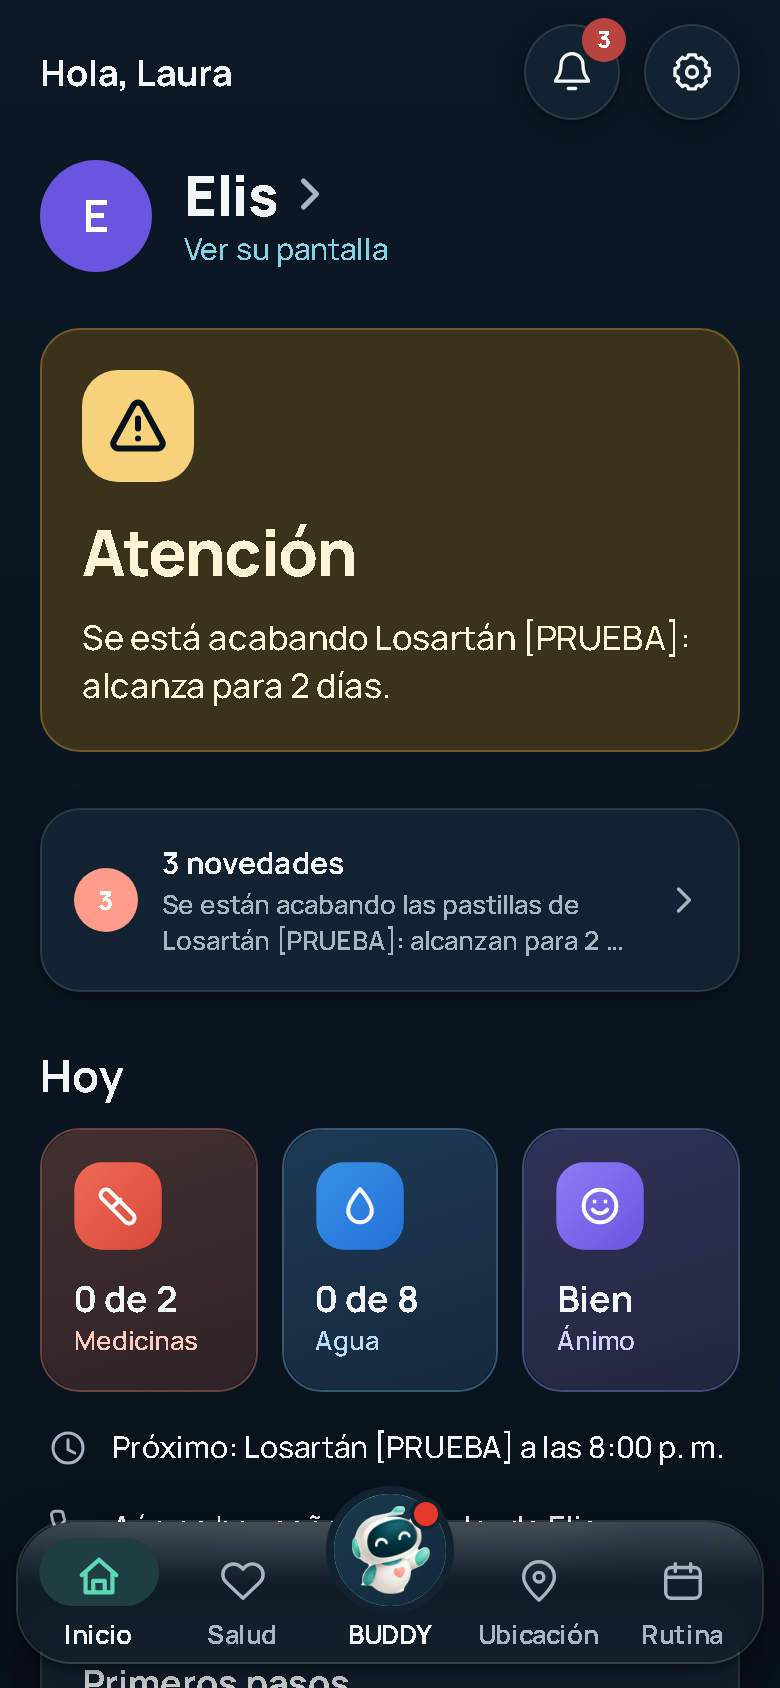 Hola, Laura
3
E
Elis
Ver su pantalla
Atención
Se está acabando Losartán [PRUEBA]:
alcanza para 2 días.
3 novedades
3
Se están acabando las pastillas de
Losartán [PRUEBA]: alcanzan para 2 ...
Hoy
0 de 2
Medicinas
0 de 8
Agua
Bien
Ánimo
Próximo: Losartán [PRUEBA] a las 8:00 p. m.
Inicio
Salud
BUDDY
Ubicación
Rutina
Primeros pasos